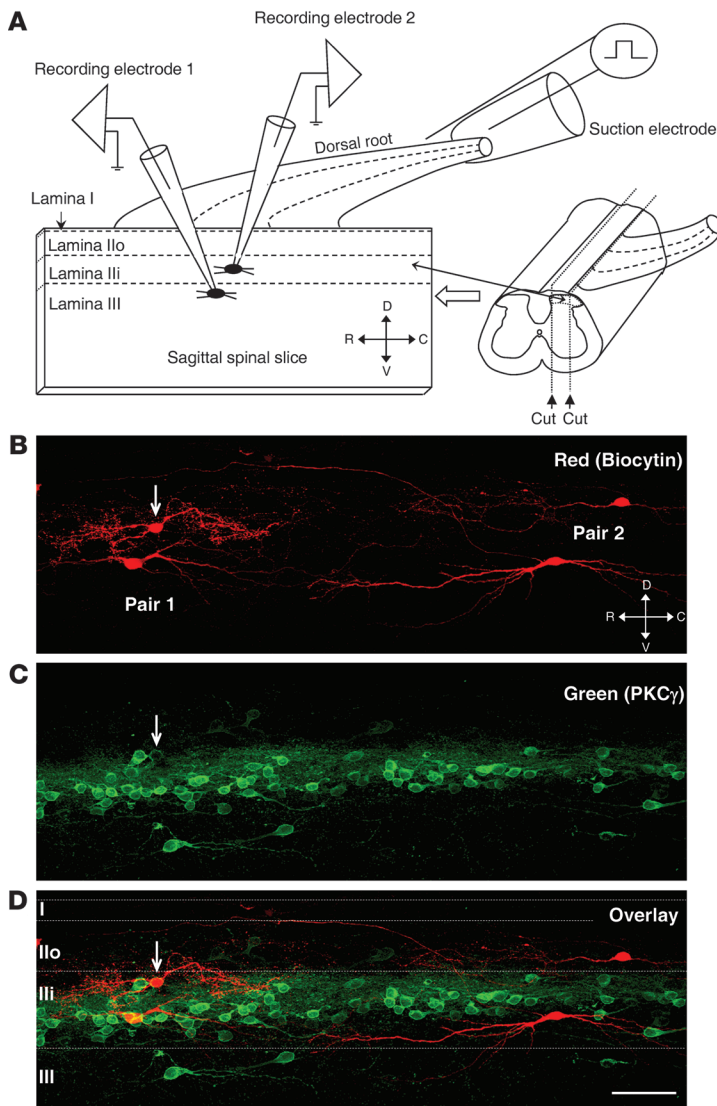 A
Recording electrode 2
Recording electrode 1
Suction electrode
Dorsal root
Lamina I
Lamina IIo
Lamina IIi
Lamina III
D
R C
V
Sagittal spinal slice
Cut Cut
B
Red (Biocytin)
Pair 2
Pair 1
D
R C
V
C
Green (PKCγ)
D
I
Overlay
IIo
IIi
III